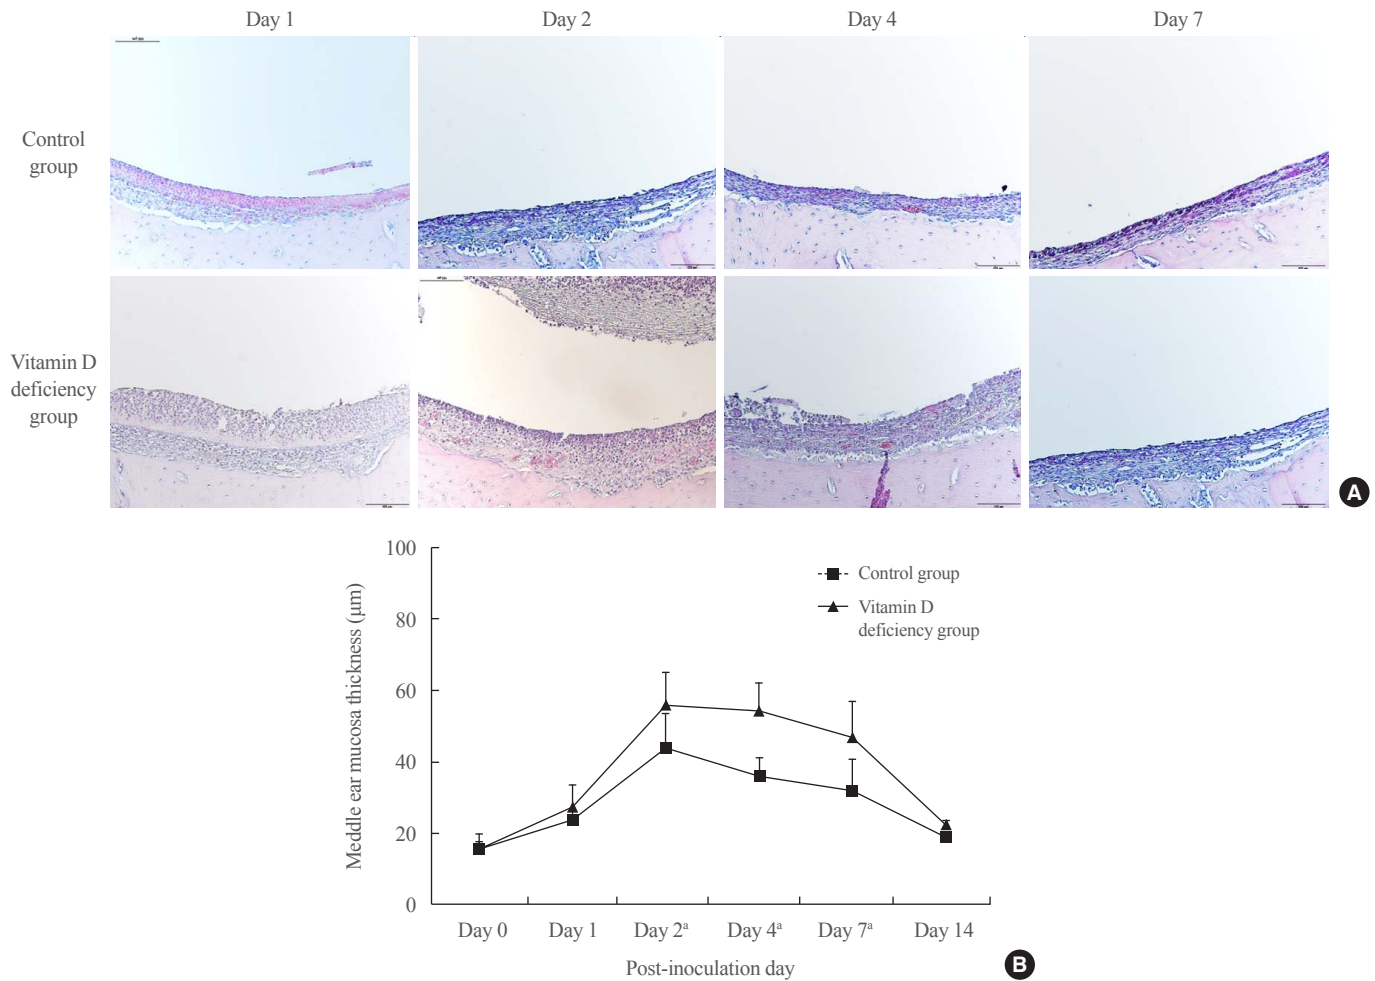 Day 1 Day 2 Day 4 Day 7
Control
group
Vitamin D
deficiency
group
A
100
80
60
40
20
0
Meddle ear mucosa thickness (μm)
Control group
Vitamin D
deficiency group
Day 0 Day 1 Day 2ᵃ Day 4ᵃ Day 7ᵃ Day 14
Post-inoculation day
B